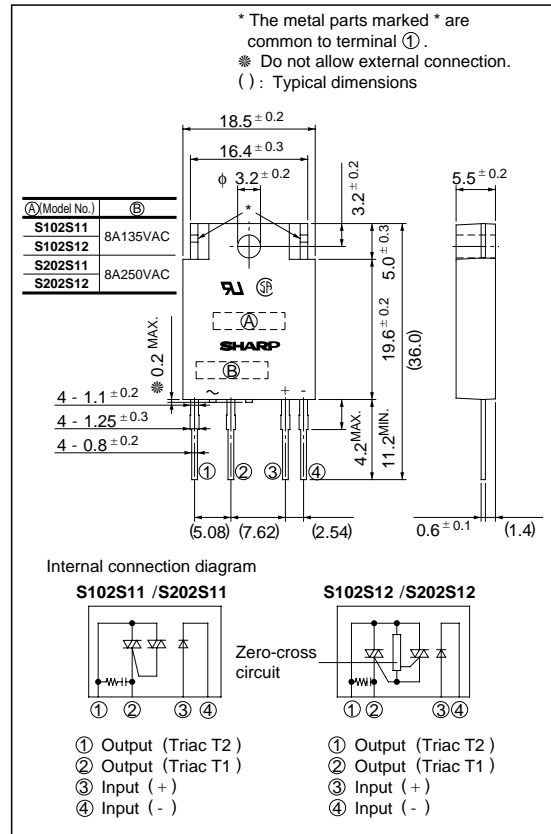 * The metal parts marked * are
common to terminal ①.
❋ Do not allow external connection.
( ) : Typical dimensions
18.5 ± 0.2
16.4 ± 0.3
φ 3.2 ± 0.2
3.2 ± 0.2
5.5 ± 0.2
Ⓐ(Model No.) Ⓑ
S102S11
S102S12
8A135VAC
S202S11
S202S12
8A250VAC
*
5.0 ± 0.3
19.6 ± 0.2
(36.0)
Ⓐ
SHARP
Ⓑ
❋ 0.2 MAX.
~ + -
4 - 1.1 ± 0.2
4 - 1.25 ± 0.3
4 - 0.8 ± 0.2
4.2 MAX.
11.2 MIN.
① ② ③ ④
(5.08) (7.62) (2.54)
0.6 ± 0.1 (1.4)
Internal connection diagram
S102S11 / S202S11
S102S12 / S202S12
Zero-cross
circuit
① ② ③ ④
① ② ③ ④
① Output (Triac T2)
② Output (Triac T1)
③ Input (+)
④ Input (-)
① Output (Triac T2)
② Output (Triac T1)
③ Input (+)
④ Input (-)